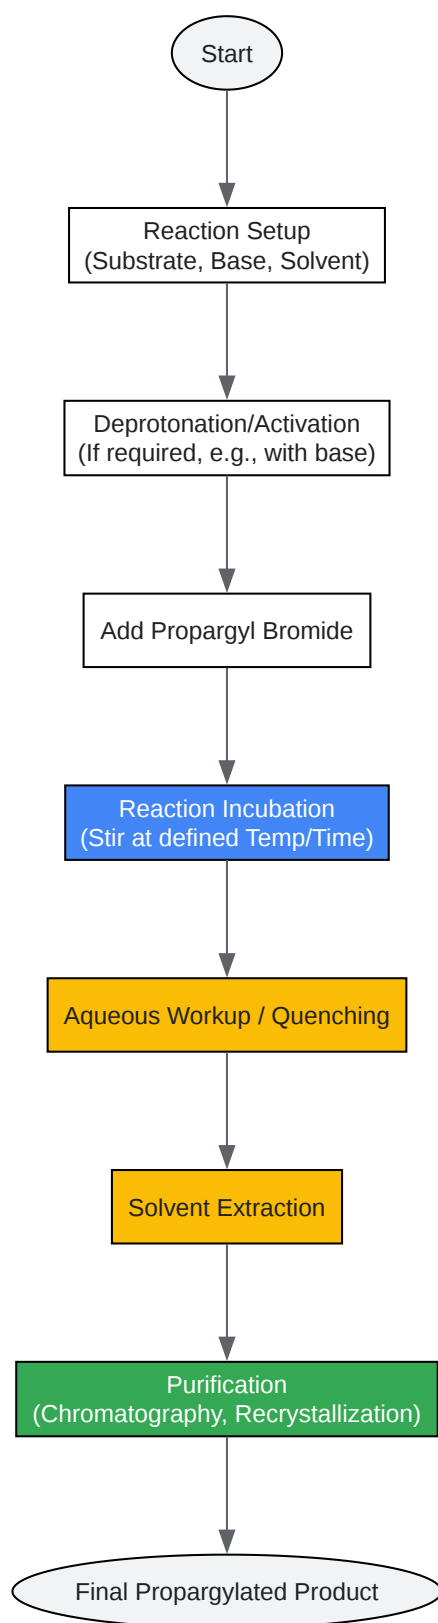 Start
Reaction Setup
(Substrate, Base, Solvent)
Deprotonation/Activation
(If required, e.g., with base)
Add Propargyl Bromide
Reaction Incubation
(Stir at defined Temp/Time)
Aqueous Workup / Quenching
Solvent Extraction
Purification
(Chromatography, Recrystallization)
Final Propargylated Product